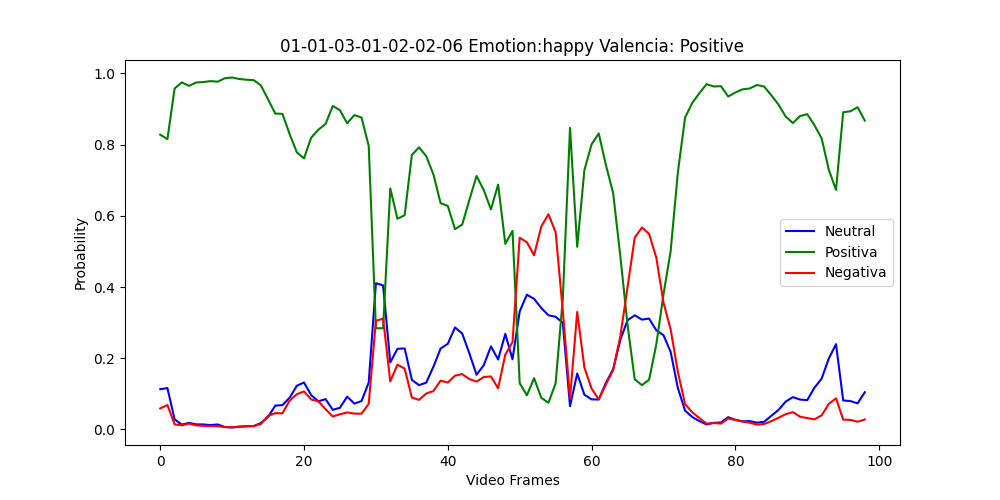 01-01-03-01-02-02-06 Emotion:happy Valencia: Positive
1.0
0.8
0.6
0.4
0.2
0.0
Probability
Neutral
Positiva
Negativa
0 20 40 60 80 100
Video Frames